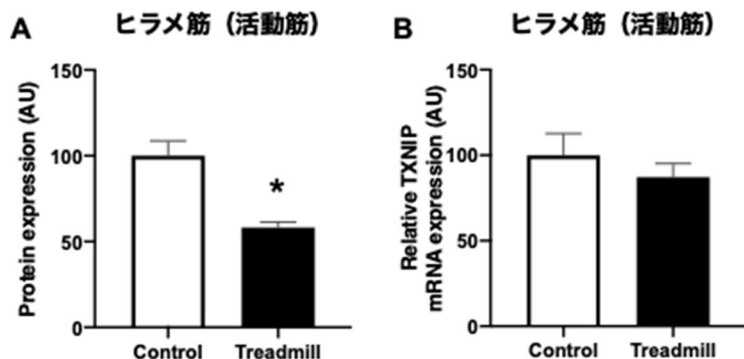 A
ヒラメ筋（活動筋）
Protein expression (AU)
150
100
50
0
*
Control
Treadmill
B
ヒラメ筋（活動筋）
Relative TXNIP
mRNA expression (AU)
150
100
50
0
Control
Treadmill